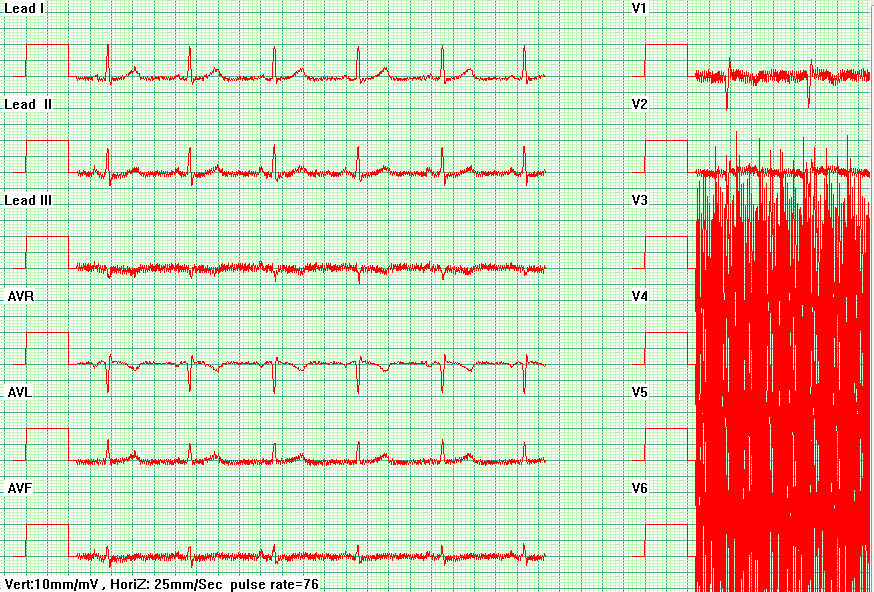 Lead I
Lead II
Lead III
AVR
AVL
AVF
V1
V2
V3
V4
V5
V6
Vert:10mm/mV , HoriZ: 25mm/Sec pulse rate=76